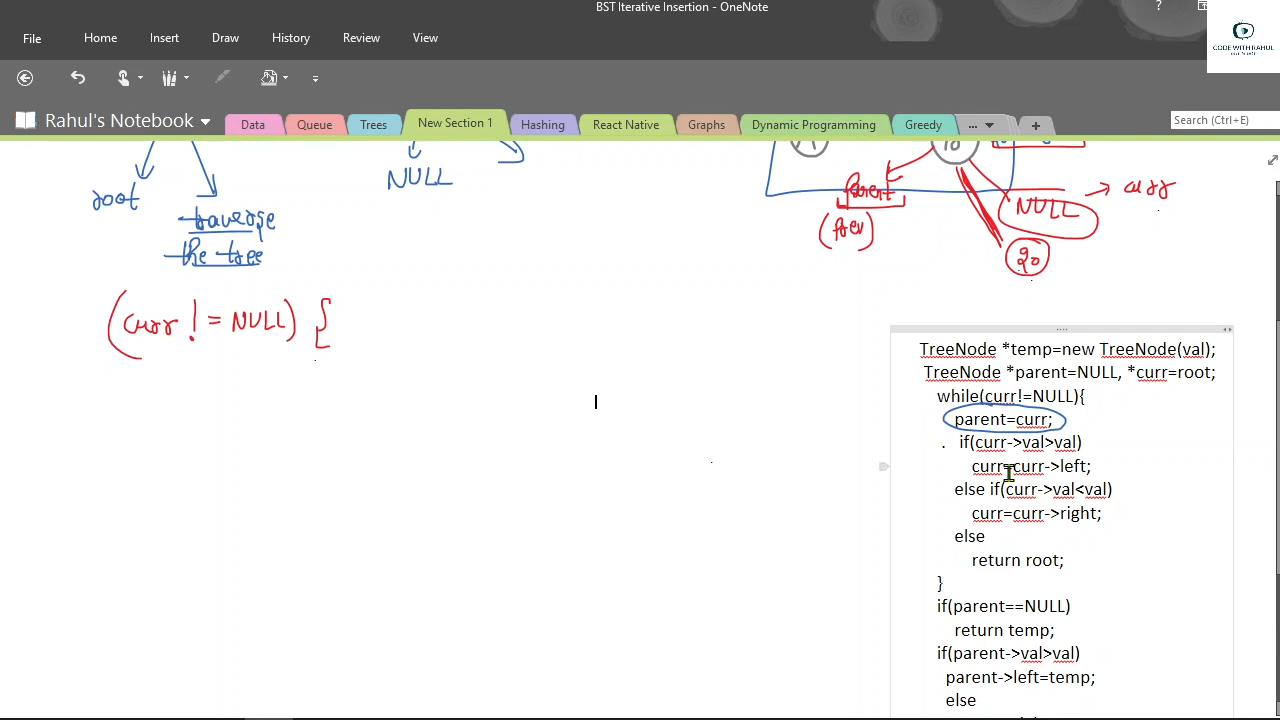 BST Iterative Insertion - OneNote
?
CODE WITH RAHUL
File Home Insert Draw History Review View
Rahul's Notebook
Data Queue Trees New Section 1 Hashing React Native Graphs Dynamic Programming Greedy ...
Search (Ctrl+E)
root
NULL
traverse
the tree
10
Parent
(Prev)
NULL
curr
20
(curr != NULL) {
TreeNode *temp=new TreeNode(val);
TreeNode *parent=NULL, *curr=root;
while(curr!=NULL){
parent=curr;
if(curr->val>val)
curr=curr->left;
else if(curr->val<val)
curr=curr->right;
else
return root;
}
if(parent==NULL)
return temp;
if(parent->val>val)
parent->left=temp;
else